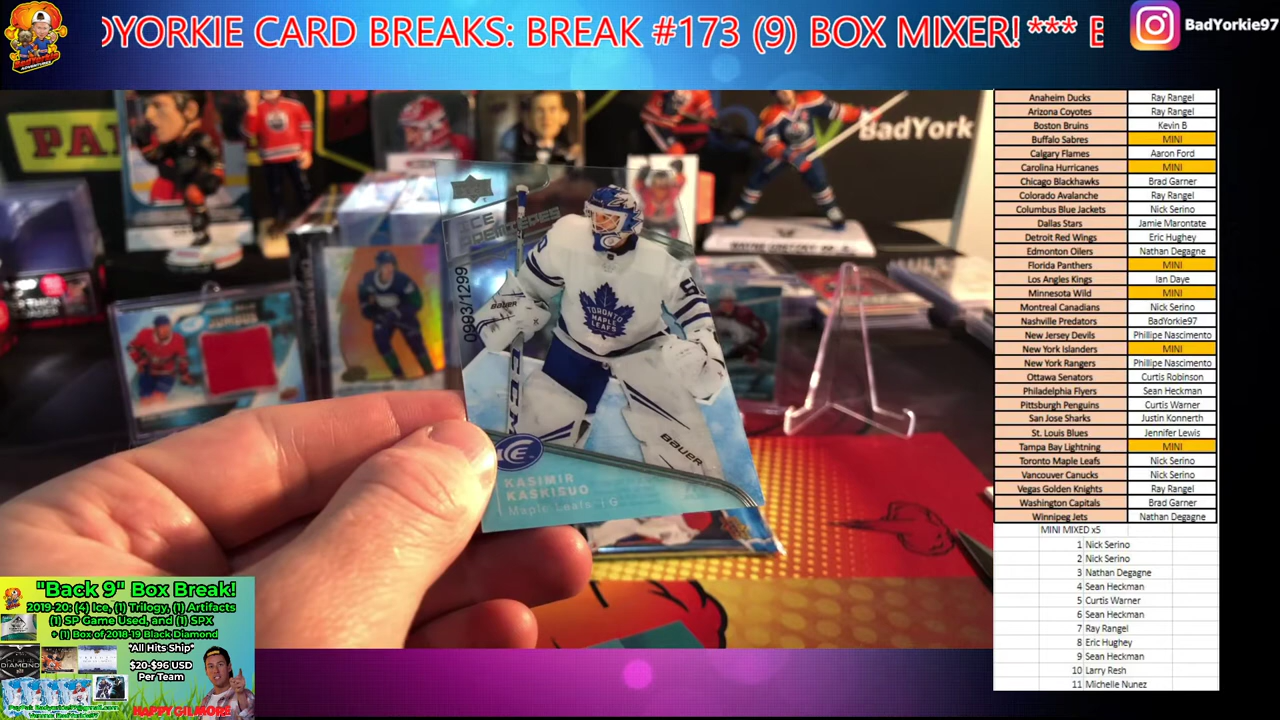 DYORKIE CARD BREAKS: BREAK #173 (9) BOX MIXER! *** B
BadYorkie97
BadYork
UPPER DECK
ICE PREMIERES
0983/1299
TORONTO MAPLE LEAFS
BAUER
ICE
KASIMIR
KASKISUO
Maple Leafs | G
Anaheim Ducks Ray Rangel
Arizona Coyotes Ray Rangel
Boston Bruins Kevin B
Buffalo Sabres MINI
Calgary Flames Aaron Ford
Carolina Hurricanes MINI
Chicago Blackhawks Brad Garner
Colorado Avalanche Ray Rangel
Columbus Blue Jackets Nick Serino
Dallas Stars Jamie Marontate
Detroit Red Wings Eric Hughey
Edmonton Oilers Nathan Degagne
Florida Panthers MINI
Los Angeles Kings Ian Daye
Minnesota Wild MINI
Montreal Canadians Nick Serino
Nashville Predators BadYorkie97
New Jersey Devils Phillipe Nascimento
New York Islanders MINI
New York Rangers Phillipe Nascimento
Ottawa Senators Curtis Robinson
Philadelphia Flyers Sean Heckman
Pittsburgh Penguins Curtis Warner
San Jose Sharks Justin Konnerth
St. Louis Blues Jennifer Lewis
Tampa Bay Lightning MINI
Toronto Maple Leafs Nick Serino
Vancouver Canucks Nick Serino
Vegas Golden Knights Ray Rangel
Washington Capitals Brad Garner
Winnipeg Jets Nathan Degagne
MINI MIXED x5
1 Nick Serino
2 Nick Serino
3 Nathan Degagne
4 Sean Heckman
5 Curtis Warner
6 Sean Heckman
7 Ray Rangel
8 Eric Hughey
9 Sean Heckman
10 Larry Resh
11 Michelle Nunez
"Back 9" Box Break!
2019-20: (4) Ice, (1) Trilogy, (1) Artifacts
(1) SP Game Used, and (1) SPX
+ (1) Box of 2018-19 Black Diamond
*All Hits Ship*
$20-$96 USD
Per Team
DIAMOND
HAPPY GILMORE